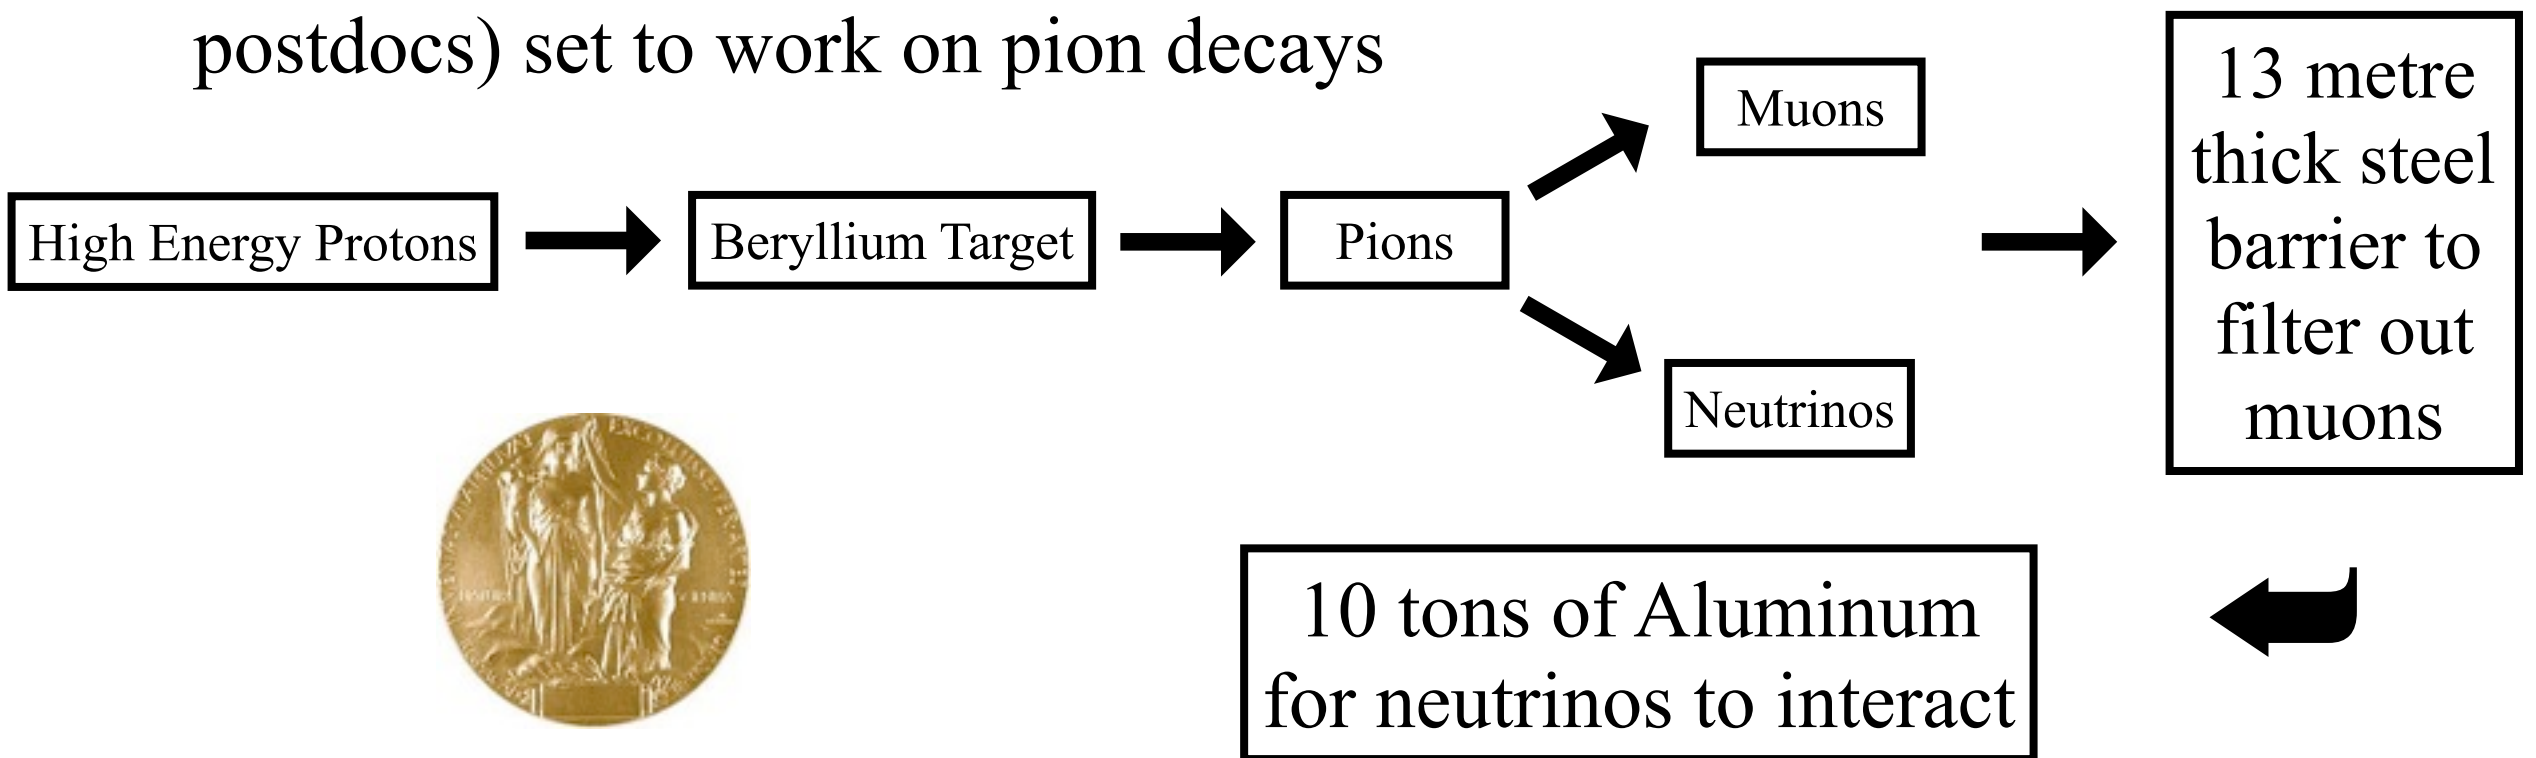 postdocs) set to work on pion decays
High Energy Protons
Beryllium Target
Pions
Muons
Neutrinos
13 metre
thick steel
barrier to
filter out
muons
10 tons of Aluminum
for neutrinos to interact